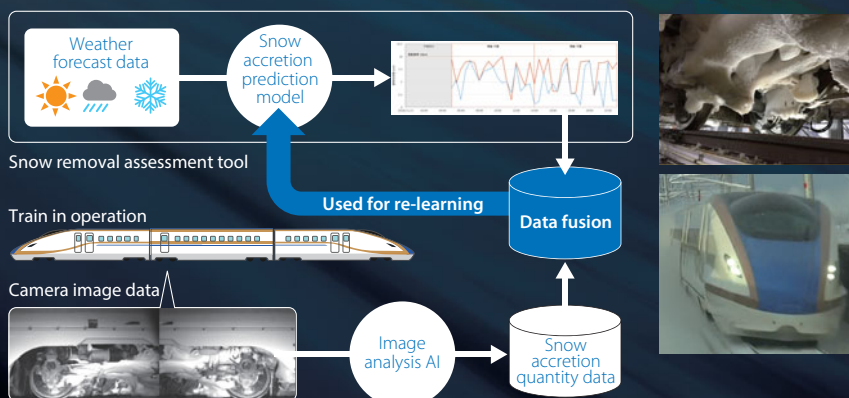 Weather
forecast data
Snow
accretion
prediction
model
Snow removal assessment tool
Used for re-learning
Data fusion
Train in operation
Camera image data
Image
analysis AI
Snow
accretion
quantity data